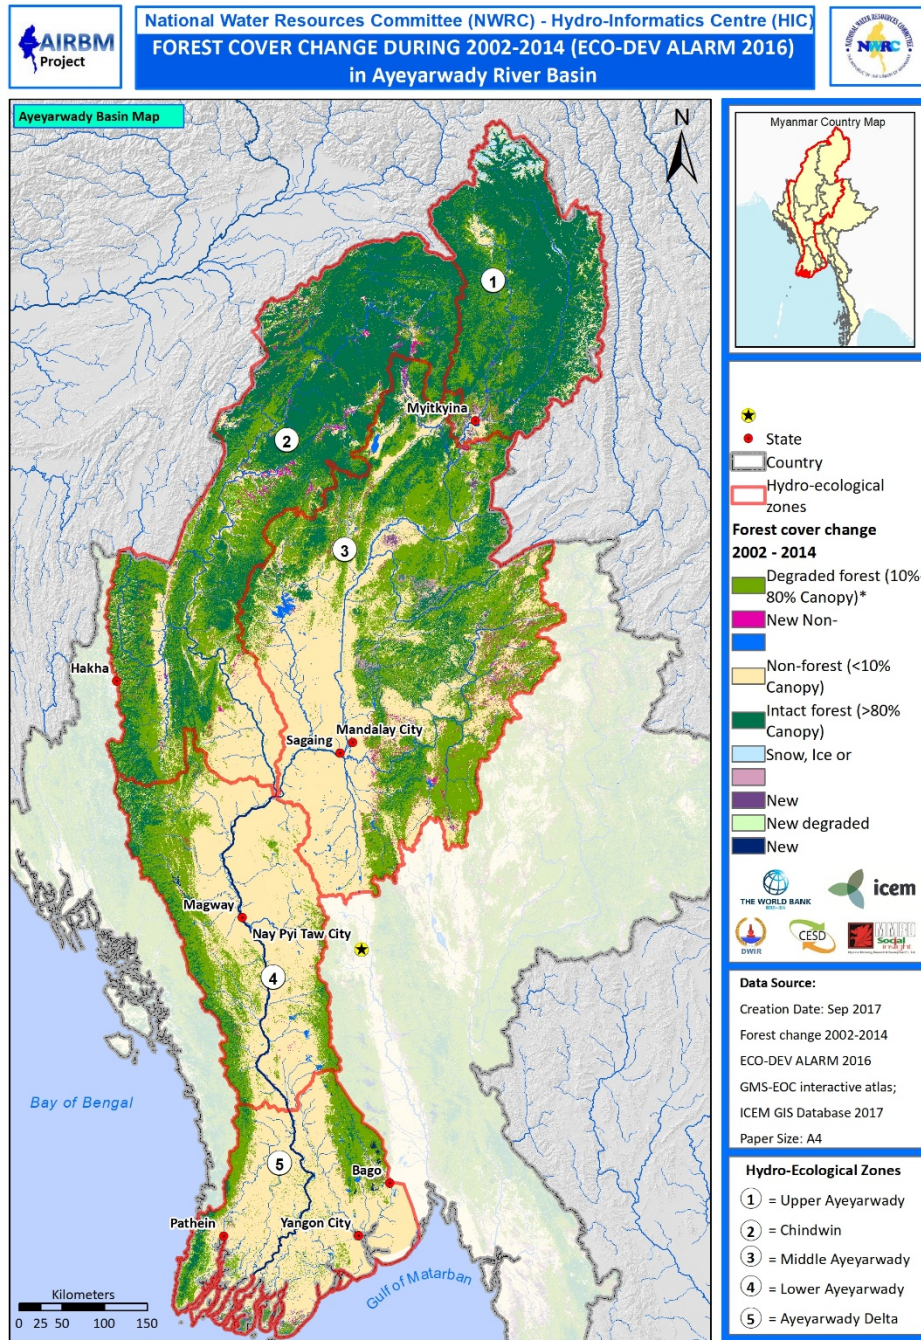 AIRBM
Project
National Water Resources Committee (NWRC) - Hydro-Informatics Centre (HIC)
FOREST COVER CHANGE DURING 2002-2014 (ECO-DEV ALARM 2016)
in Ayeyarwady River Basin
NWRC
Ayeyarwady Basin Map
N
1
2
Myitkyina
3
Hakha
Mandalay City
Sagaing
Magway
Nay Pyi Taw City
4
Bay of Bengal
5
Bago
Pathein
Yangon City
Gulf of Matarban
Kilometers
0 25 50 100 150
Myanmar Country Map
State
Country
Hydro-ecological
zones
Forest cover change
2002 - 2014
Degraded forest (10%
80% Canopy)*
New Non-
Non-forest (<10%
Canopy)
Intact forest (>80%
Canopy)
Snow, Ice or
New
New degraded
New
THE WORLD BANK
icem
DWIR
CESD
MMRD
Social
insight
Data Source:
Creation Date: Sep 2017
Forest change 2002-2014
ECO-DEV ALARM 2016
GMS-EOC interactive atlas;
ICEM GIS Database 2017
Paper Size: A4
Hydro-Ecological Zones
1 = Upper Ayeyarwady
2 = Chindwin
3 = Middle Ayeyarwady
4 = Lower Ayeyarwady
5 = Ayeyarwady Delta